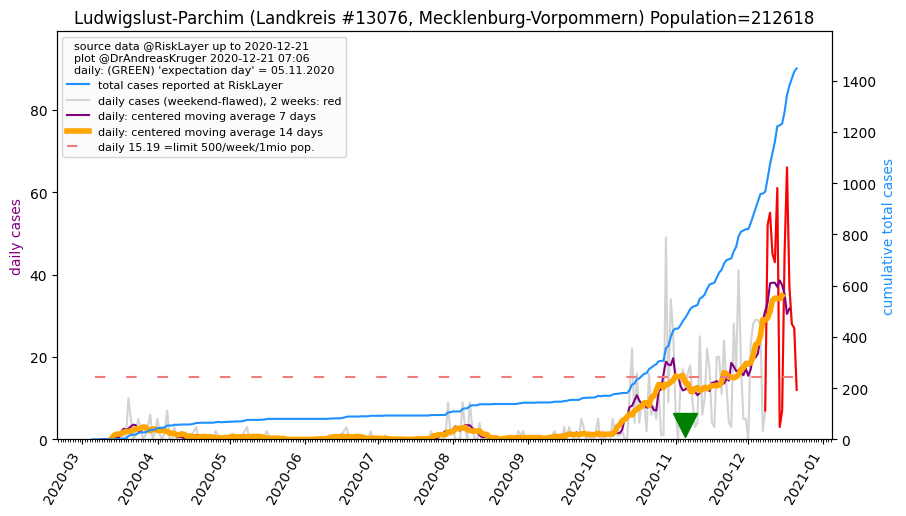 Ludwigslust-Parchim (Landkreis #13076, Mecklenburg-Vorpommern) Population=212618
source data @RiskLayer up to 2020-12-21
plot @DrAndreasKruger 2020-12-21 07:06
daily: (GREEN) 'expectation day' = 05.11.2020
total cases reported at RiskLayer
daily cases (weekend-flawed), 2 weeks: red
daily: centered moving average 7 days
daily: centered moving average 14 days
daily 15.19 =limit 500/week/1mio pop.
daily cases
80
60
40
20
0
cumulative total cases
1400
1200
1000
800
600
400
200
0
2020-03
2020-04
2020-05
2020-06
2020-07
2020-08
2020-09
2020-10
2020-11
2020-12
2021-01